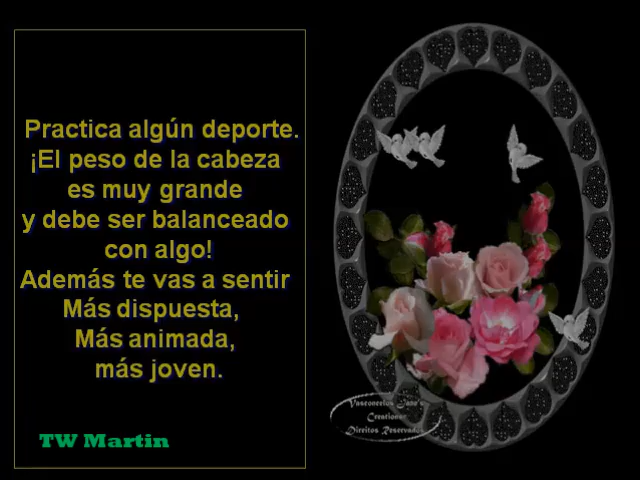 Practica algún deporte.
¡El peso de la cabeza
es muy grande
y debe ser balanceado
con algo!
Además te vas a sentir
Más dispuesta,
Más animada,
más joven.
TW Martin
Vasconcelos
Creations
Direitos Reservados